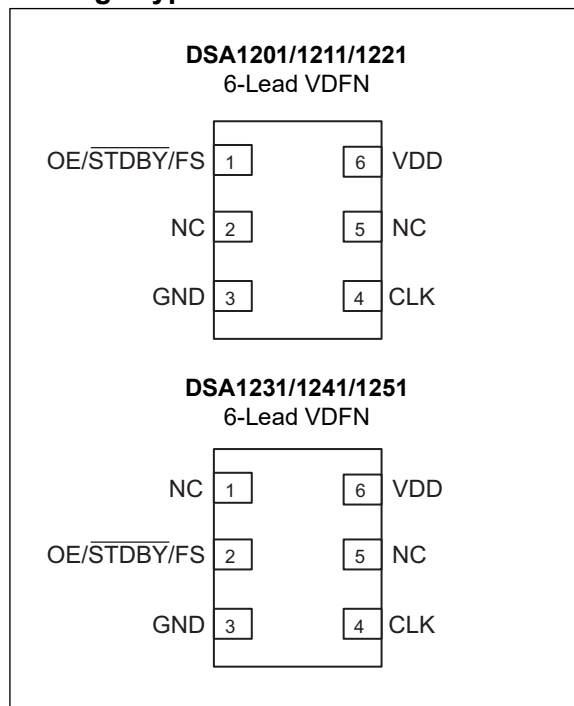 DSA1201/1211/1221
6-Lead VDFN
OE/STDBY/FS 1 6 VDD
NC 2 5 NC
GND 3 4 CLK
DSA1231/1241/1251
6-Lead VDFN
NC 1 6 VDD
OE/STDBY/FS 2 5 NC
GND 3 4 CLK